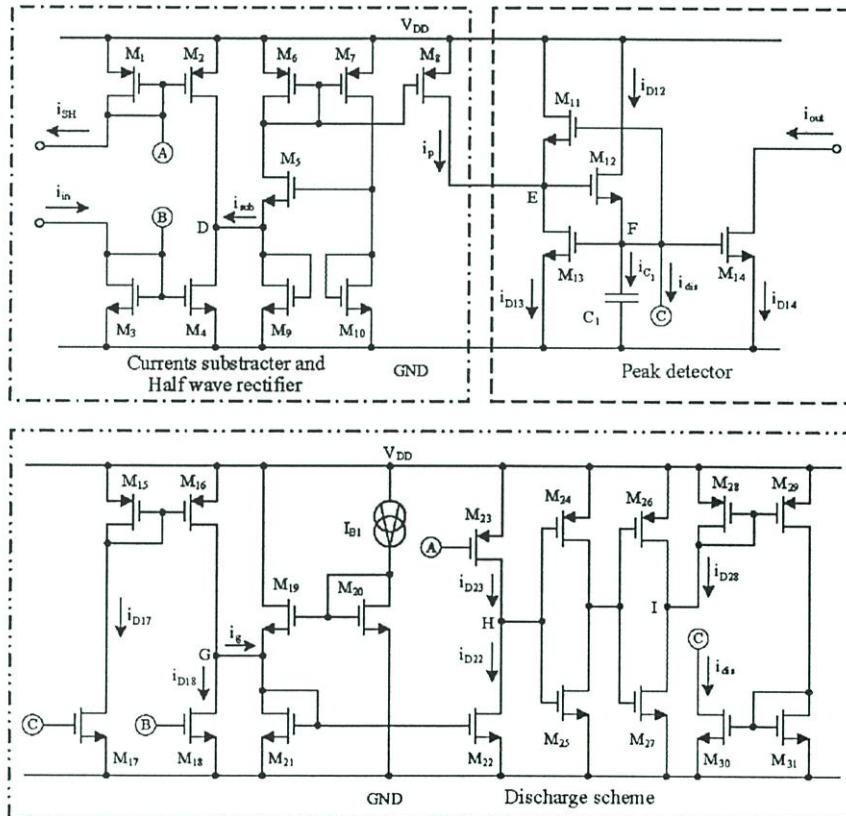 V_DD
M_1 M_2 M_6 M_7 M_8
i_SH
A
M_11
i_D12
i_out
M_5
i_p
M_12
i_in
B
i_sub
D
E
F
M_13
i_C1
i_dis
M_14
i_D13
C_1
C
i_D14
M_3 M_4 M_9 M_10
Currents substracter and
Half wave rectifier
GND
Peak detector
V_DD
M_15 M_16
I_B1
M_23
M_24
M_26
M_28 M_29
A
M_19 M_20
i_D23
i_D28
i_D17
i_g
H
I
G
i_D18
i_D22
C
i_dis
C
B
M_17 M_18 M_21 M_22 M_25 M_27 M_30 M_31
GND
Discharge scheme